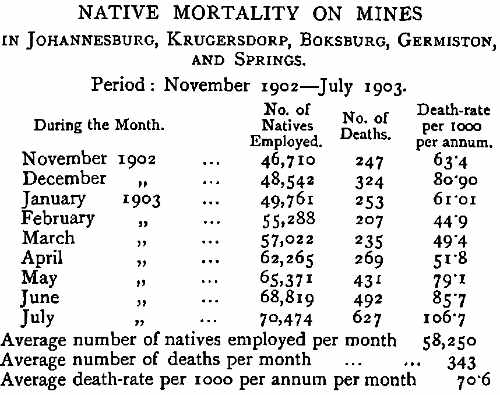 NATIVE MORTALITY ON MINES
IN JOHANNESBURG, KRUGERSDORP, BOKSBURG, GERMISTON,
AND SPRINGS.
Period : November 1902—July 1903.
During the Month. No. of Natives Employed. No. of Deaths. Death-rate per 1000 per annum.
November 1902 ... 46,710 247 63·4
December „ ... 48,542 324 80·90
January 1903 ... 49,761 253 61·01
February „ ... 55,288 207 44·9
March „ ... 57,022 235 49·4
April „ ... 62,265 269 51·8
May „ ... 65,371 431 79·1
June „ ... 68,819 492 85·7
July „ ... 70,474 627 106·7
Average number of natives employed per month 58,250
Average number of deaths per month ... ... 343
Average death-rate per 1000 per annum per month 70·6